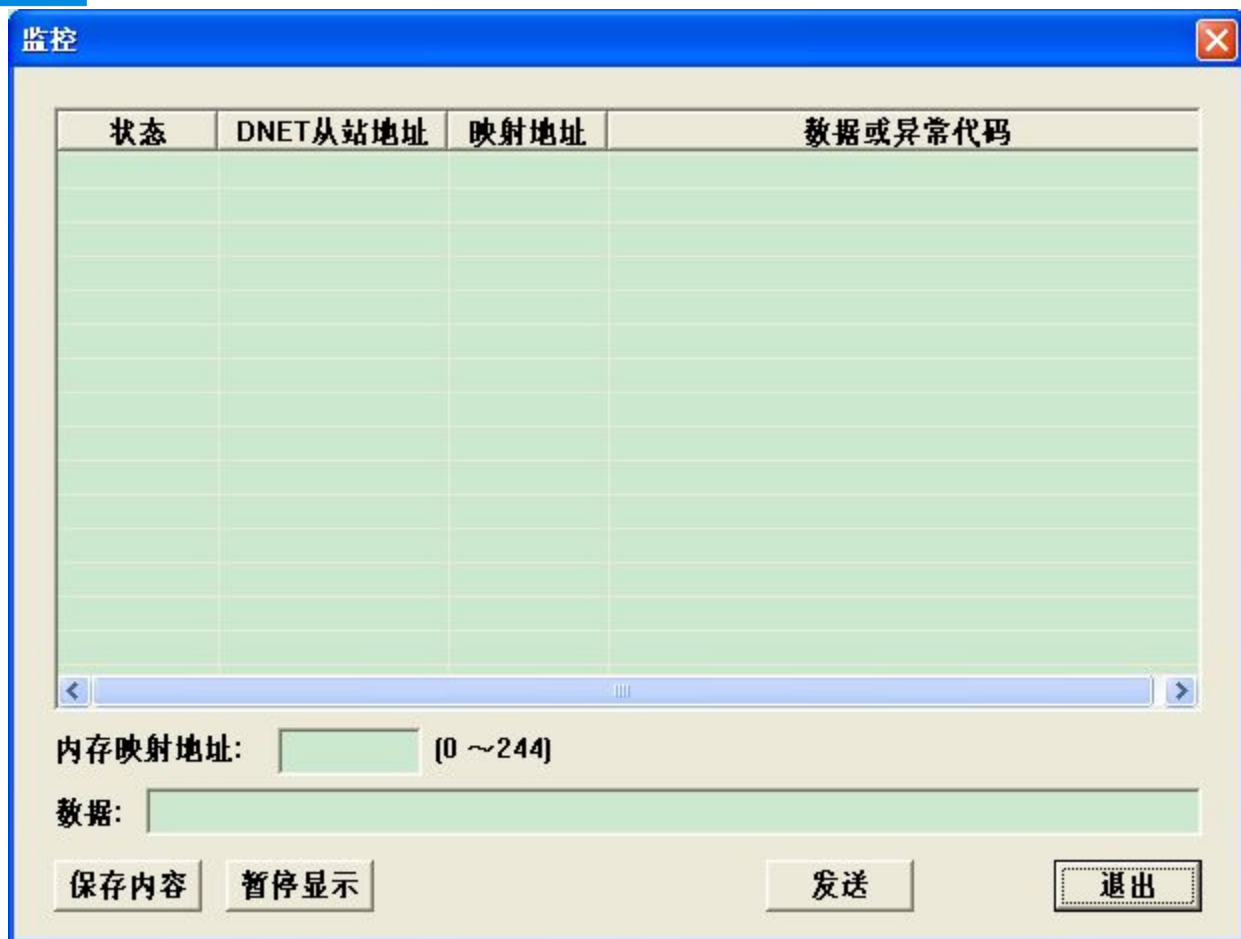 监控
状态 DNET从站地址 映射地址 数据或异常代码
内存映射地址: (0 ～244)
数据:
保存内容 暂停显示 发送 退出